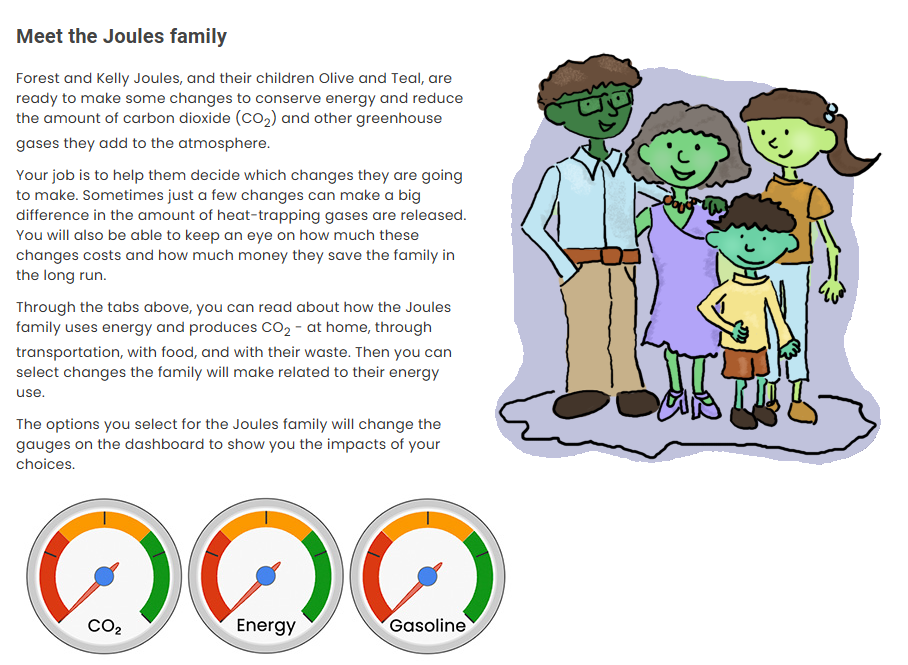 Meet the Joules family
Forest and Kelly Joules, and their children Olive and Teal, are
ready to make some changes to conserve energy and reduce
the amount of carbon dioxide (CO₂) and other greenhouse
gases they add to the atmosphere.
Your job is to help them decide which changes they are going
to make. Sometimes just a few changes can make a big
difference in the amount of heat-trapping gases are released.
You will also be able to keep an eye on how much these
changes costs and how much money they save the family in
the long run.
Through the tabs above, you can read about how the Joules
family uses energy and produces CO₂ - at home, through
transportation, with food, and with their waste. Then you can
select changes the family will make related to their energy
use.
The options you select for the Joules family will change the
gauges on the dashboard to show you the impacts of your
choices.
CO₂
Energy
Gasoline